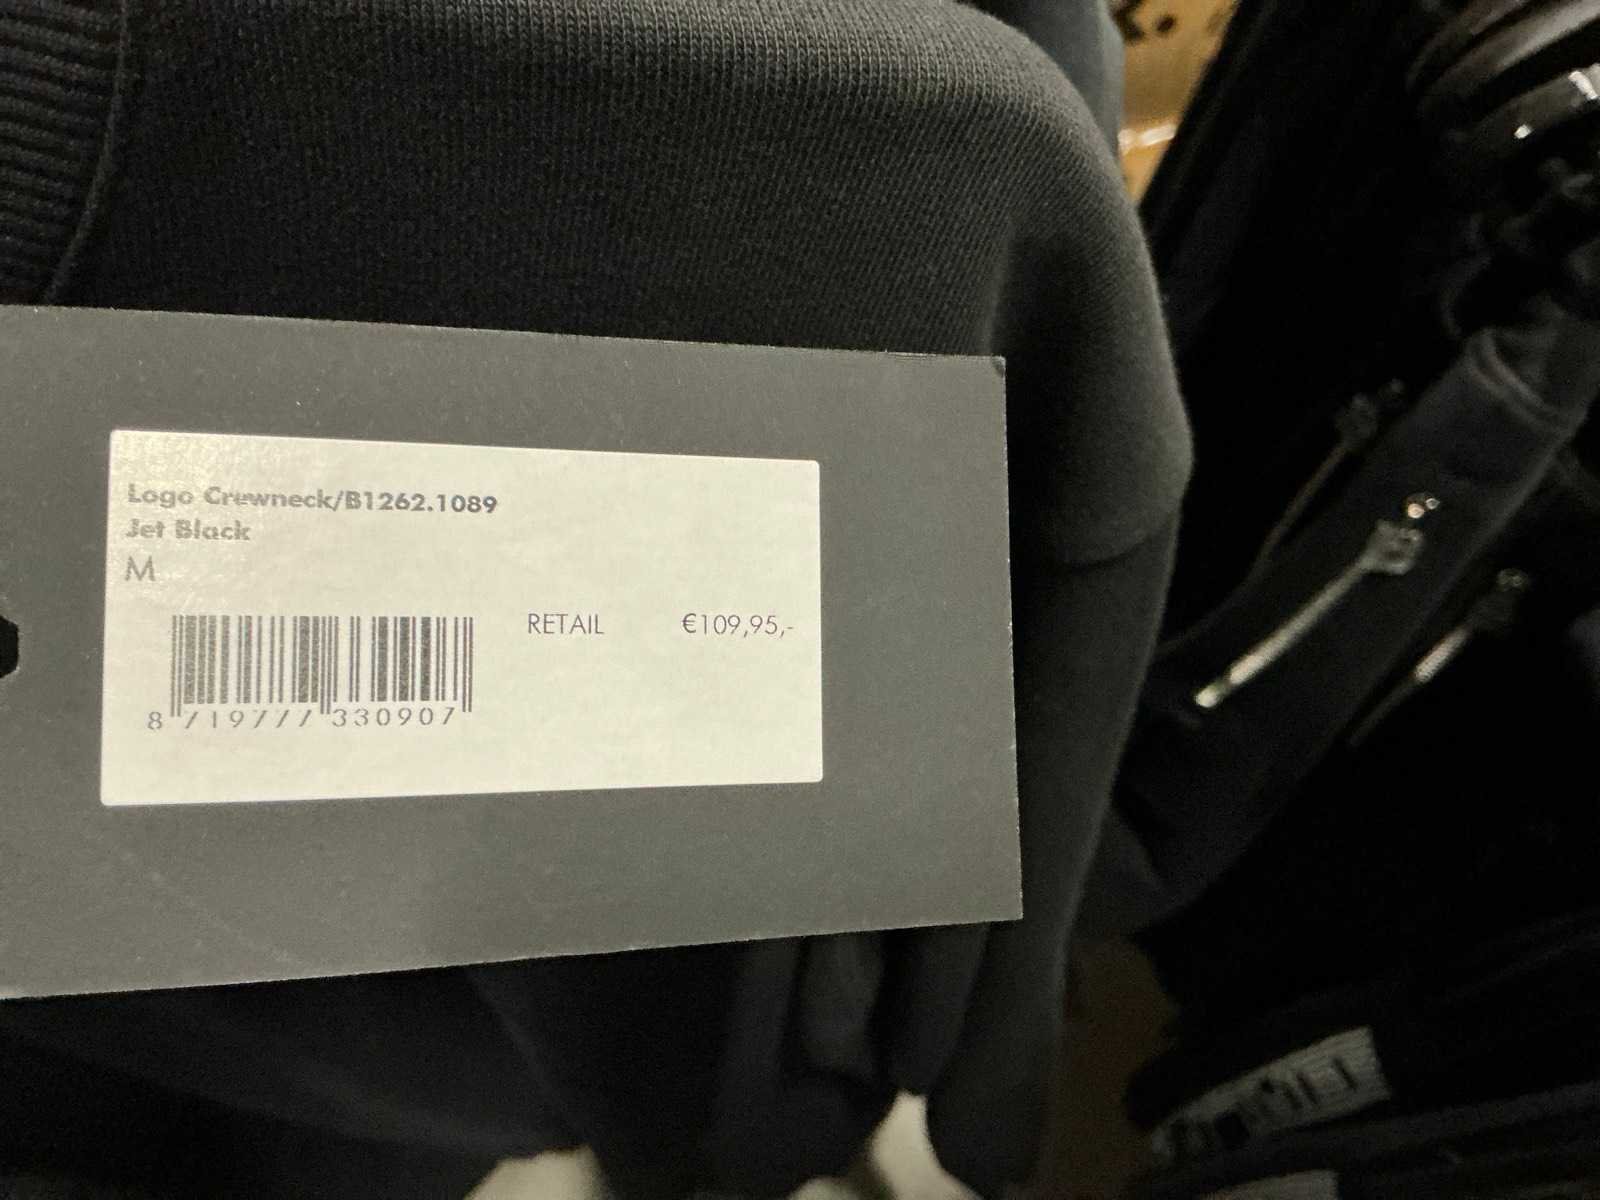 Logo Crewneck/B1262.1089
Jet Black
M
RETAIL €109,95,-
8 719777 330907